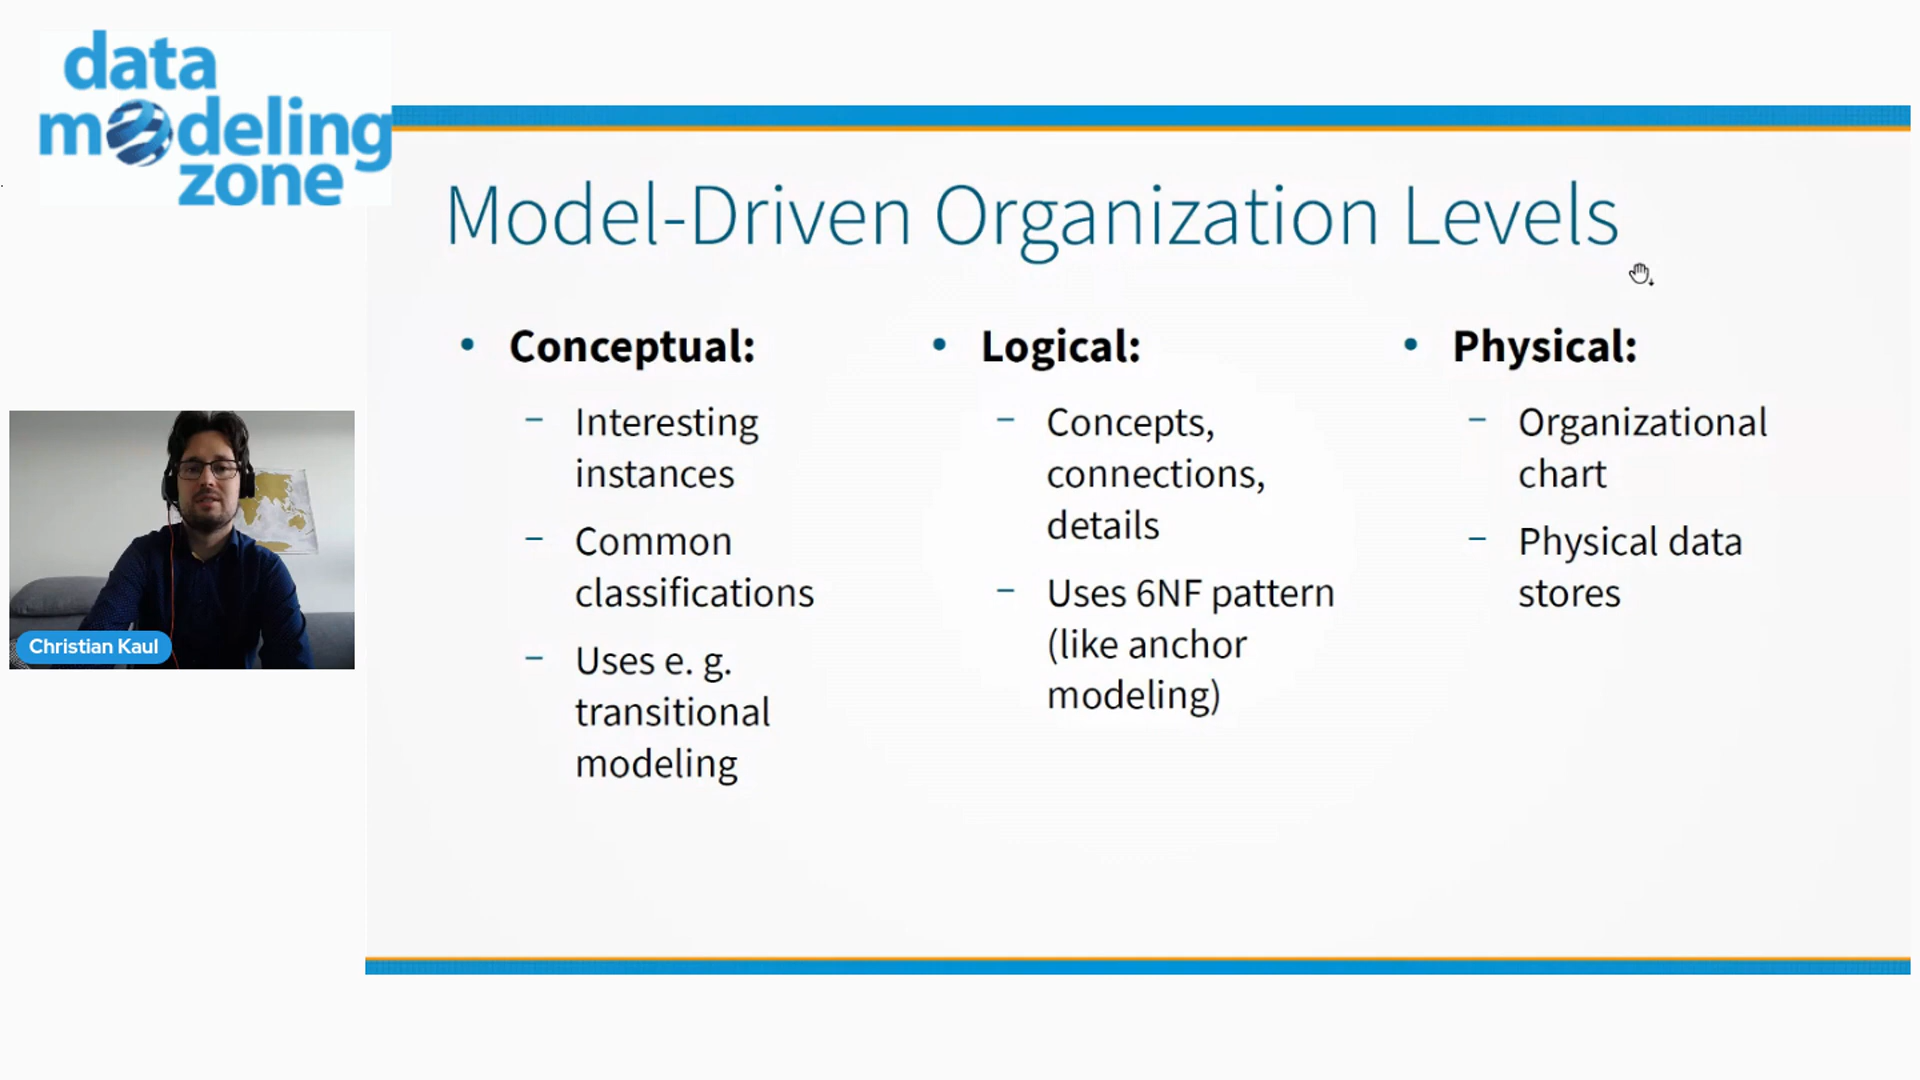 data
modeling
zone
Model-Driven Organization Levels
• Conceptual:
– Interesting
instances
– Common
classifications
– Uses e. g.
transitional
modeling
• Logical:
– Concepts,
connections,
details
– Uses 6NF pattern
(like anchor
modeling)
• Physical:
– Organizational
chart
– Physical data
stores
Christian Kaul